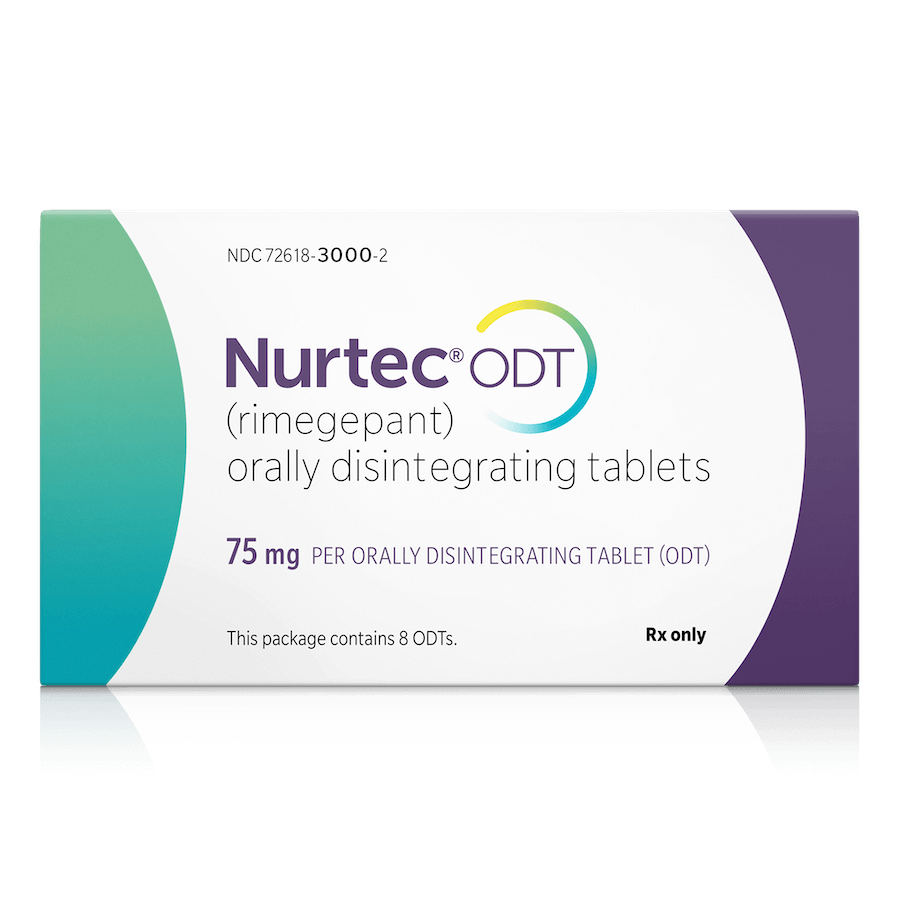 NDC 72618-3000-2
Nurtec® ODT
(rimegepant)
orally disintegrating tablets
75 mg PER ORALLY DISINTEGRATING TABLET (ODT)
This package contains 8 ODTs.
Rx only